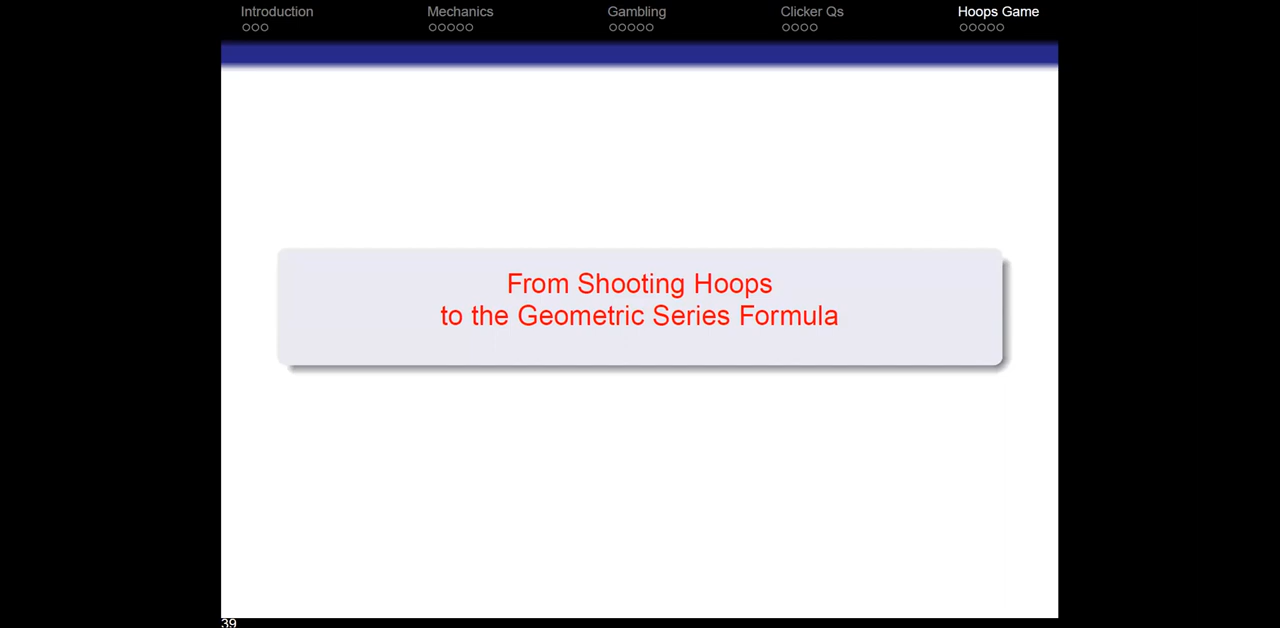 Introduction
Mechanics
Gambling
Clicker Qs
Hoops Game
From Shooting Hoops
to the Geometric Series Formula
39